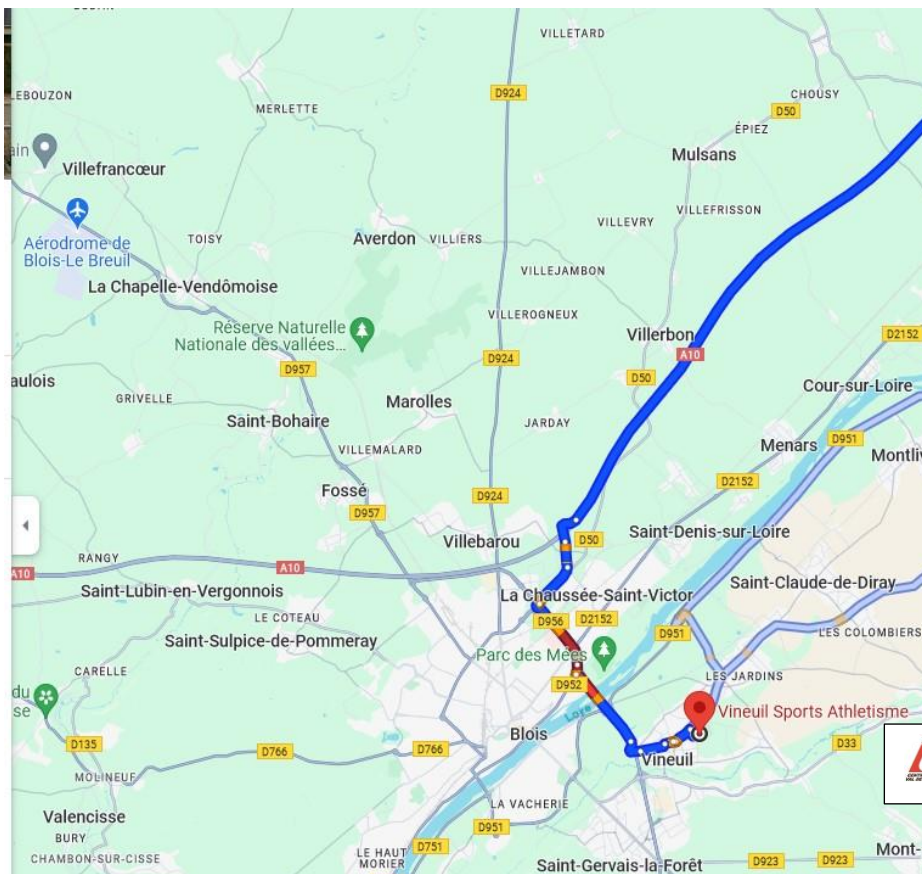 VILLETARD
D924
CHOUSY
LEBOUZON
MERLETTE
D50
ÉPIEZ
Mulsans
Villefrancœur
VILLEVRY
VILLEFRISSON
Aérodrome de
Blois-Le Breuil
TOISY
Averdon
VILLIERS
VILLEJAMBON
La Chapelle-Vendômoise
VILLEROGNEUX
Réserve Naturelle
Nationale des vallées...
Villerbon
D2152
A10
D924
D957
D50
aulois
GRIVELLE
Marolles
Cour-sur-Loire
Saint-Bohaire
JARDAY
VILLEMALARD
Menars
D951
Montliv
D2152
Fossé
D924
D957
Villebarou
D50
Saint-Denis-sur-Loire
RANGY
A10
A10
Saint-Lubin-en-Vergonnois
La Chaussée-Saint-Victor
Saint-Claude-de-Diray
LE COTEAU
D956
D2152
Saint-Sulpice-de-Pommeray
D951
LES COLOMBIERS
Parc des Mées
CARELLE
LES JARDINS
D952
du
se
Loire
Vineuil Sports Athletisme
Blois
D135
D766
D766
D33
Vineuil
MOLINEUF
LA VACHERIE
Valencisse
D951
BURY
D751
CHAMBON-SUR-CISSE
LE HAUT
MORIER
Saint-Gervais-la-Forêt
D923
D923
Mont-